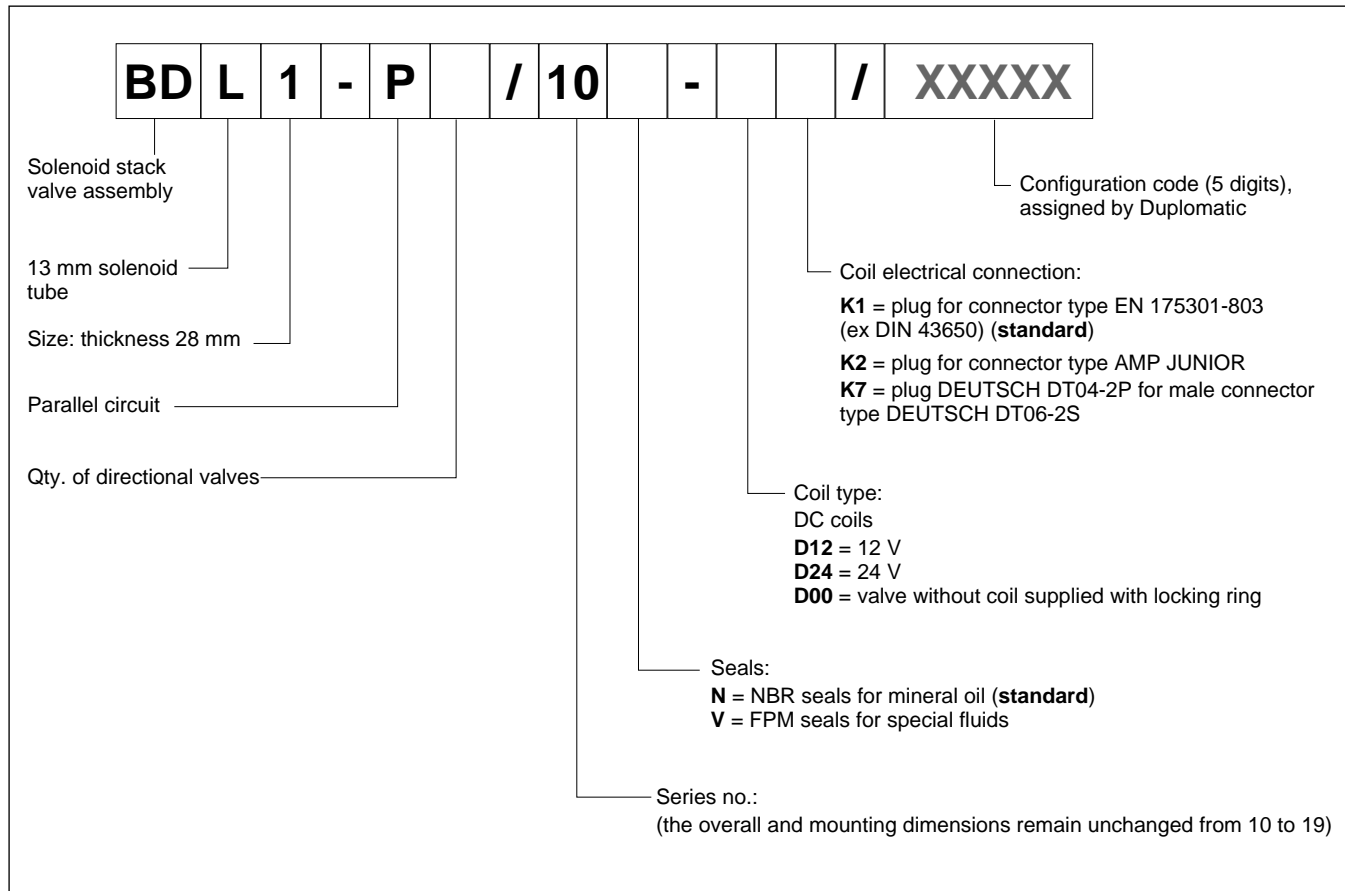 BD L 1 - P / 10 - / XXXXX
Solenoid stack
valve assembly
13 mm solenoid
tube
Size: thickness 28 mm
Parallel circuit
Qty. of directional valves
Configuration code (5 digits),
assigned by Duplomatic
Coil electrical connection:
K1 = plug for connector type EN 175301-803
(ex DIN 43650) (standard)
K2 = plug for connector type AMP JUNIOR
K7 = plug DEUTSCH DT04-2P for male connector
type DEUTSCH DT06-2S
Coil type:
DC coils
D12 = 12 V
D24 = 24 V
D00 = valve without coil supplied with locking ring
Seals:
N = NBR seals for mineral oil (standard)
V = FPM seals for special fluids
Series no.:
(the overall and mounting dimensions remain unchanged from 10 to 19)